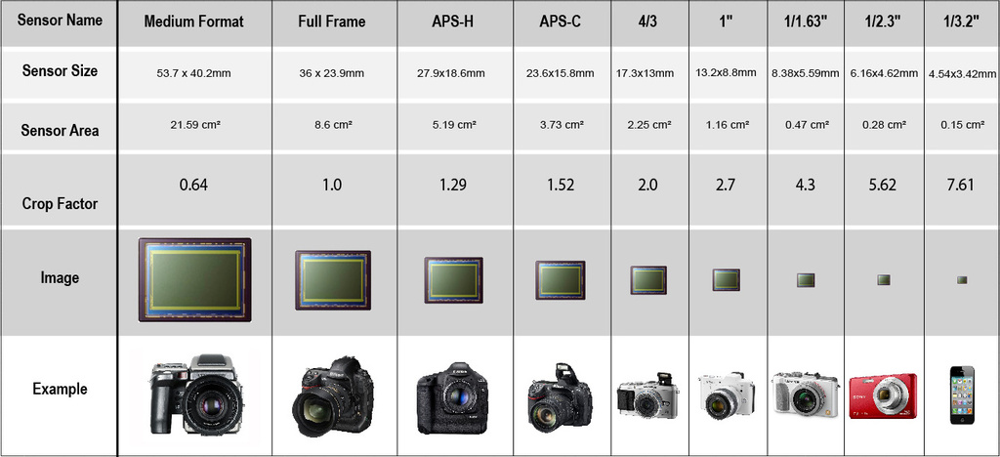 Sensor Name Medium Format Full Frame APS-H APS-C 4/3 1" 1/1.63" 1/2.3" 1/3.2"
Sensor Size 53.7 x 40.2mm 36 x 23.9mm 27.9x18.6mm 23.6x15.8mm 17.3x13mm 13.2x8.8mm 8.38x5.59mm 6.16x4.62mm 4.54x3.42mm
Sensor Area 21.59 cm² 8.6 cm² 5.19 cm² 3.73 cm² 2.25 cm² 1.16 cm² 0.47 cm² 0.28 cm² 0.15 cm²
Crop Factor 0.64 1.0 1.29 1.52 2.0 2.7 4.3 5.62 7.61
Image
Example
SONY